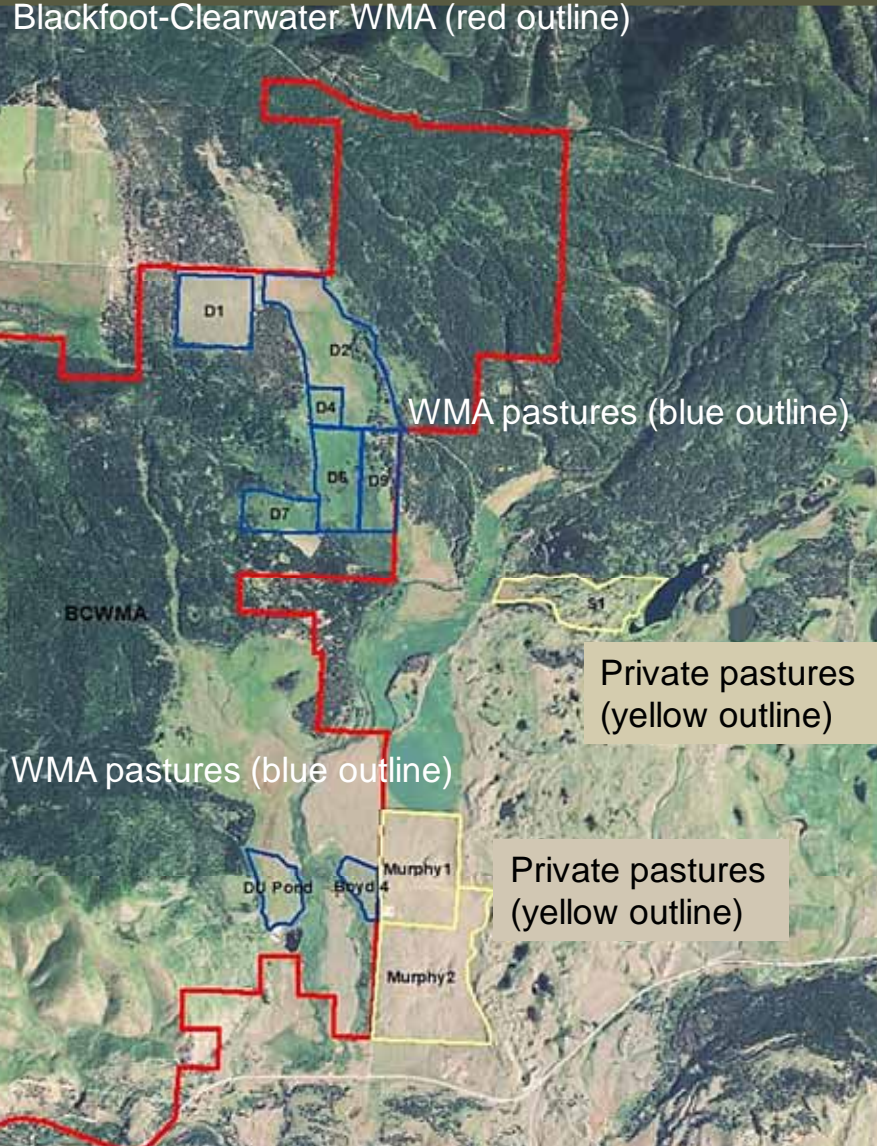 Blackfoot-Clearwater WMA (red outline)
D1
D2
D4
WMA pastures (blue outline)
D6
D9
D7
S1
BCWMA
Private pastures
(yellow outline)
WMA pastures (blue outline)
Murphy1
Private pastures
(yellow outline)
DU Pond
Boyd 4
Murphy2